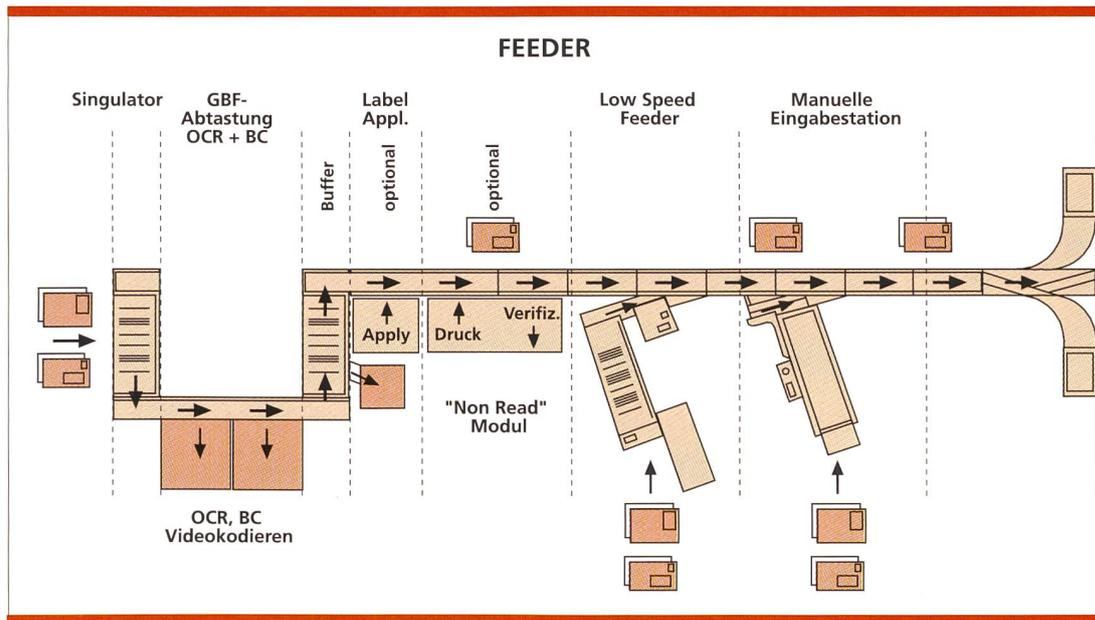 FEEDER
Singulator
GBF-
Abtastung
OCR + BC
Buffer
Label
Appl.
optional
optional
Low Speed
Feeder
Manuelle
Eingabestation
Apply
Druck
Verifiz.
"Non Read"
Modul
OCR, BC
Videokodieren